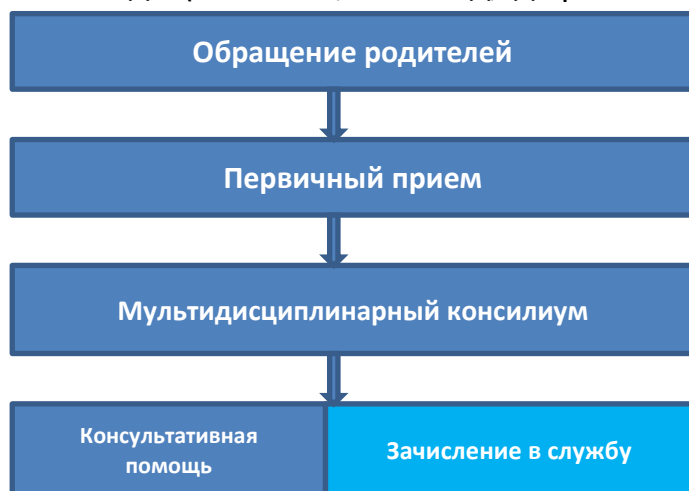 Обращение родителей
Первичный прием
Мультидисциплинарный консилиум
Консультативная
помощь
Зачисление в службу